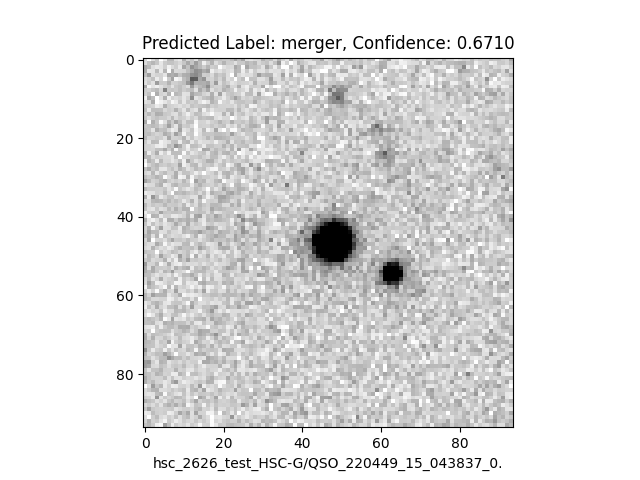 Predicted Label: merger, Confidence: 0.6710
0
20
40
60
80
0 20 40 60 80
hsc_2626_test_HSC-G/QSO_220449_15_043837_0.